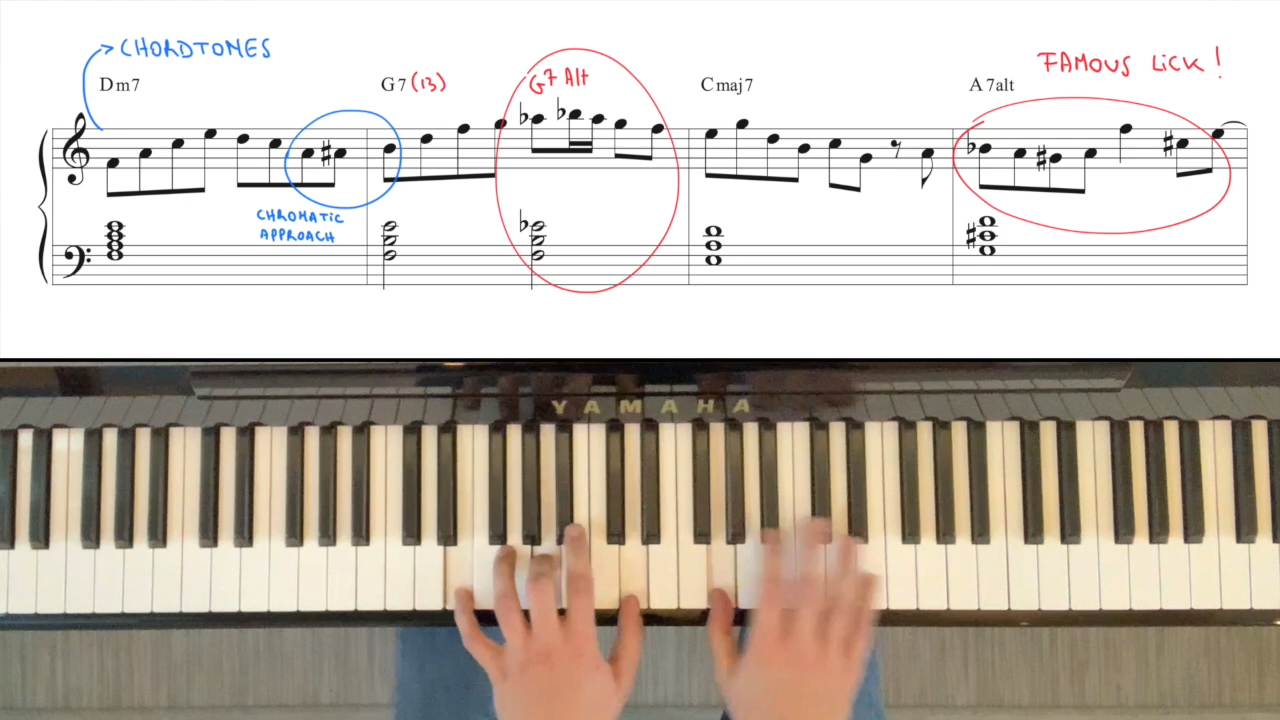 CHORDTONES
FAMOUS LICK!
Dm7
G7 (13)
G7 Alt
Cmaj7
A7alt
CHROMATIC
APPROACH
YAMAHA